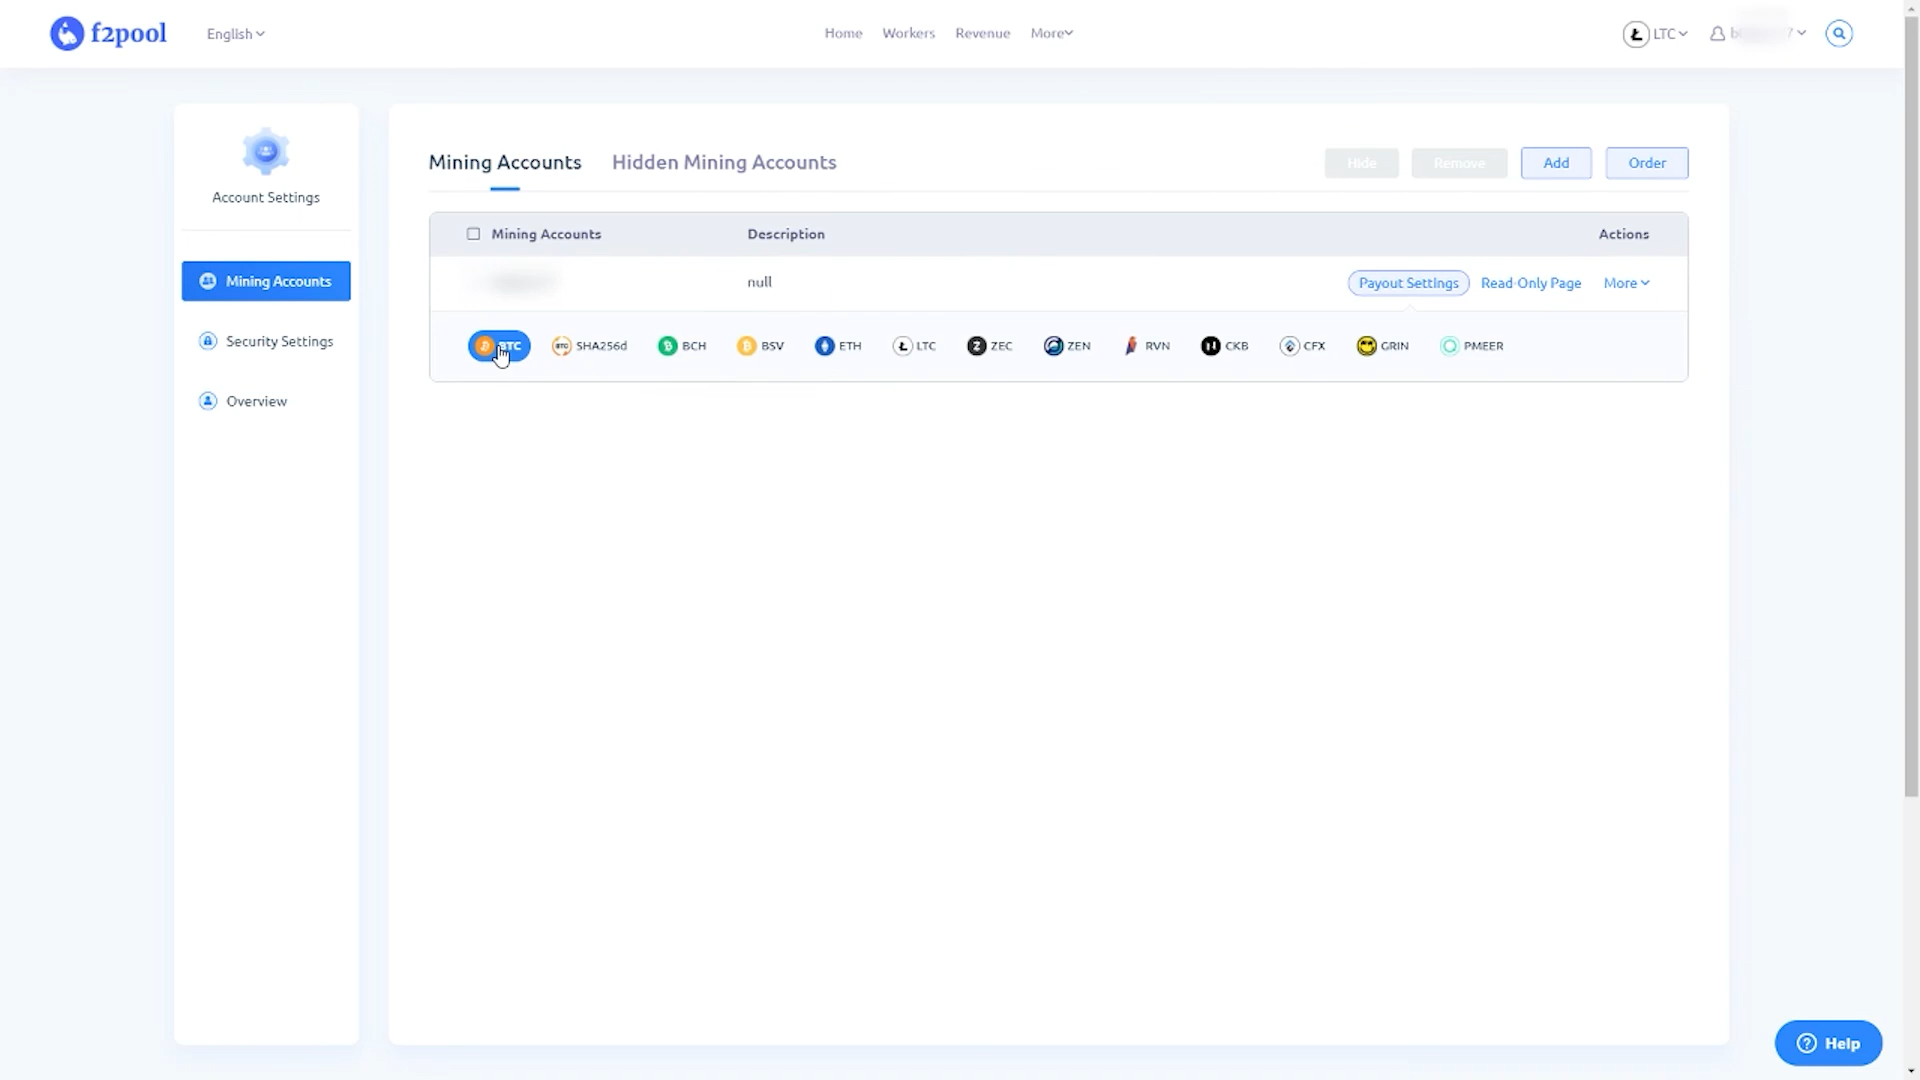 f2pool
English
Home Workers Revenue More
LTC
Account Settings
Mining Accounts
Security Settings
Overview
Mining Accounts Hidden Mining Accounts
Hide Remove Add Order
Mining Accounts Description Actions
null Payout Settings Read-Only Page More
BTC SHA256d BCH BSV ETH LTC ZEC ZEN RVN CKB CFX GRIN PMEER
Help